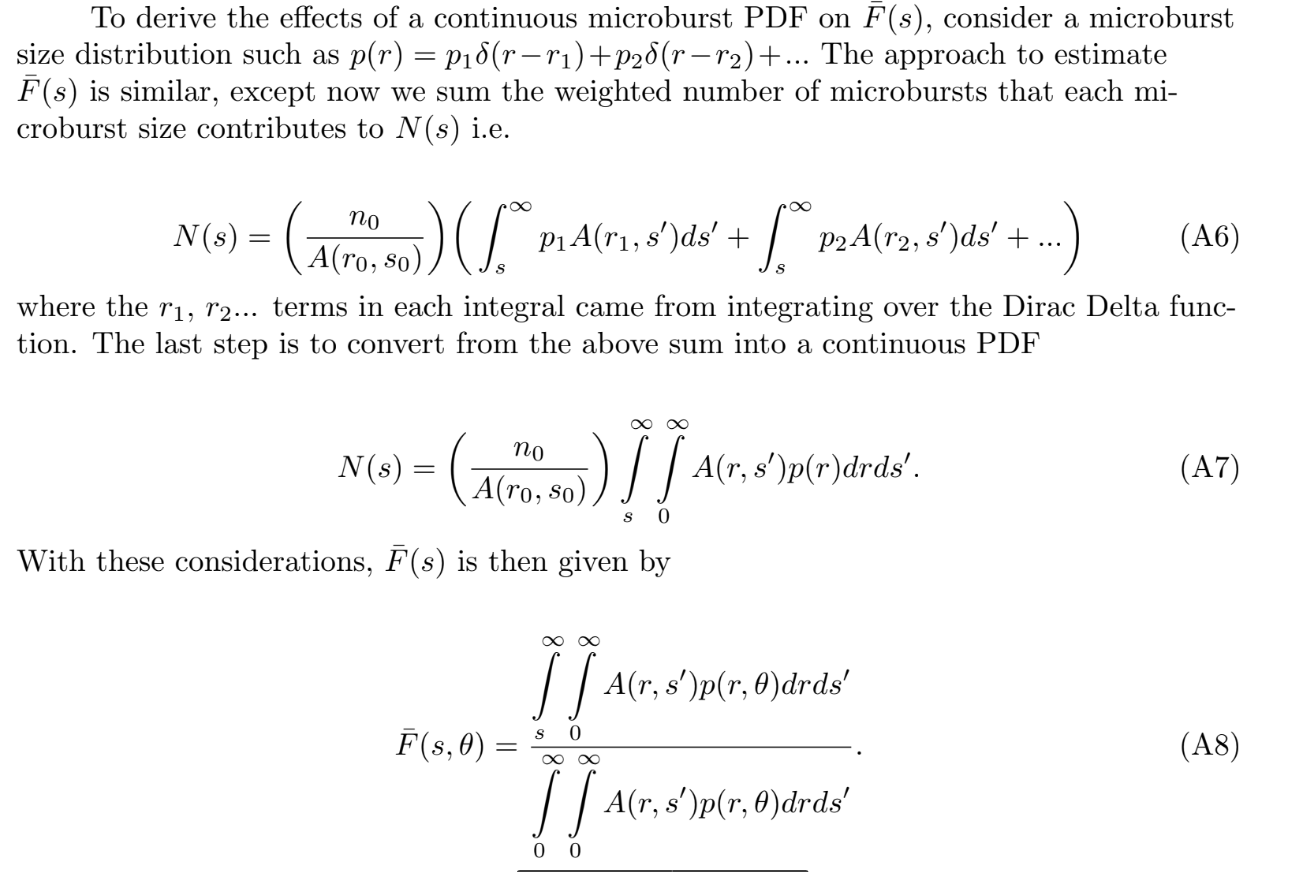 To derive the effects of a continuous microburst PDF on F̄(s), consider a microburst
size distribution such as p(r) = p₁δ(r−r₁)+p₂δ(r−r₂)+... The approach to estimate
F̄(s) is similar, except now we sum the weighted number of microbursts that each mi-
croburst size contributes to N(s) i.e.
N(s) = (n₀ / A(r₀, s₀)) (∫ₛ^∞ p₁A(r₁, s′)ds′ + ∫ₛ^∞ p₂A(r₂, s′)ds′ + ...) (A6)
where the r₁, r₂... terms in each integral came from integrating over the Dirac Delta func-
tion. The last step is to convert from the above sum into a continuous PDF
N(s) = (n₀ / A(r₀, s₀)) ∫ₛ^∞ ∫₀^∞ A(r, s′)p(r)drds′. (A7)
With these considerations, F̄(s) is then given by
F̄(s, θ) = (∫ₛ^∞ ∫₀^∞ A(r, s′)p(r, θ)drds′) / (∫₀^∞ ∫₀^∞ A(r, s′)p(r, θ)drds′). (A8)